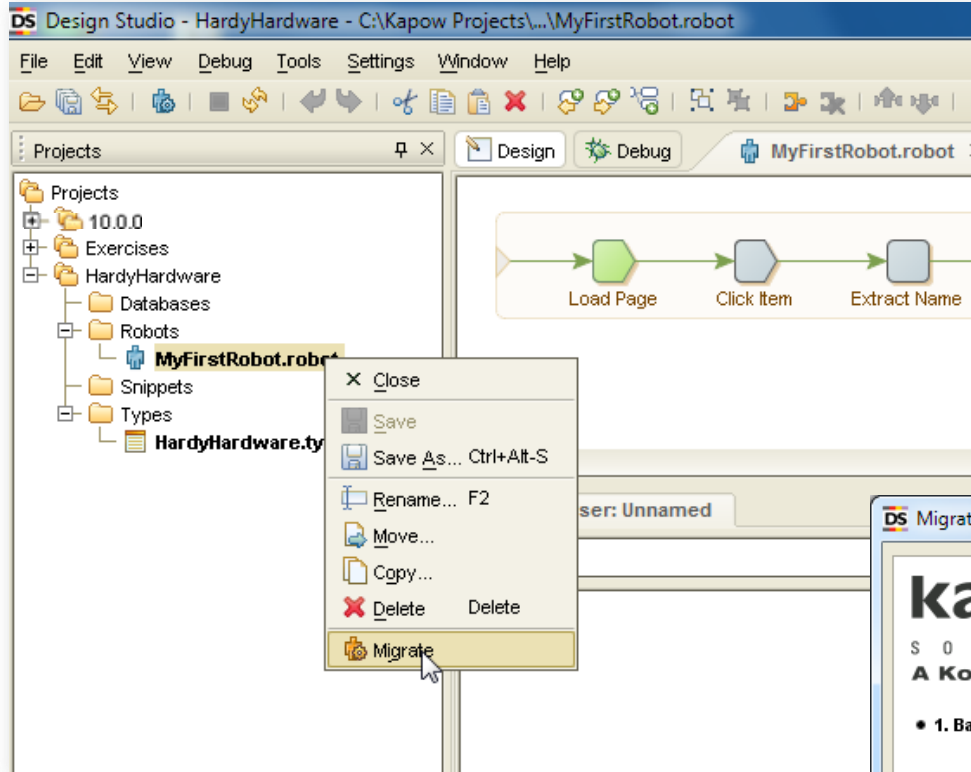 DS Design Studio - HardyHardware - C:\Kapow Projects\...\MyFirstRobot.robot
File Edit View Debug Tools Settings Window Help
Projects
Design Debug MyFirstRobot.robot
Projects
10.0.0
Exercises
HardyHardware
Databases
Robots
MyFirstRobot.robot
Snippets
Types
HardyHardware.ty
Load Page Click Item Extract Name
Close
Save
Save As... Ctrl+Alt-S
Rename... F2
Move...
Copy...
Delete Delete
Migrate
ser: Unnamed
DS Migrat
ka
S O
A Ko
1. Ba